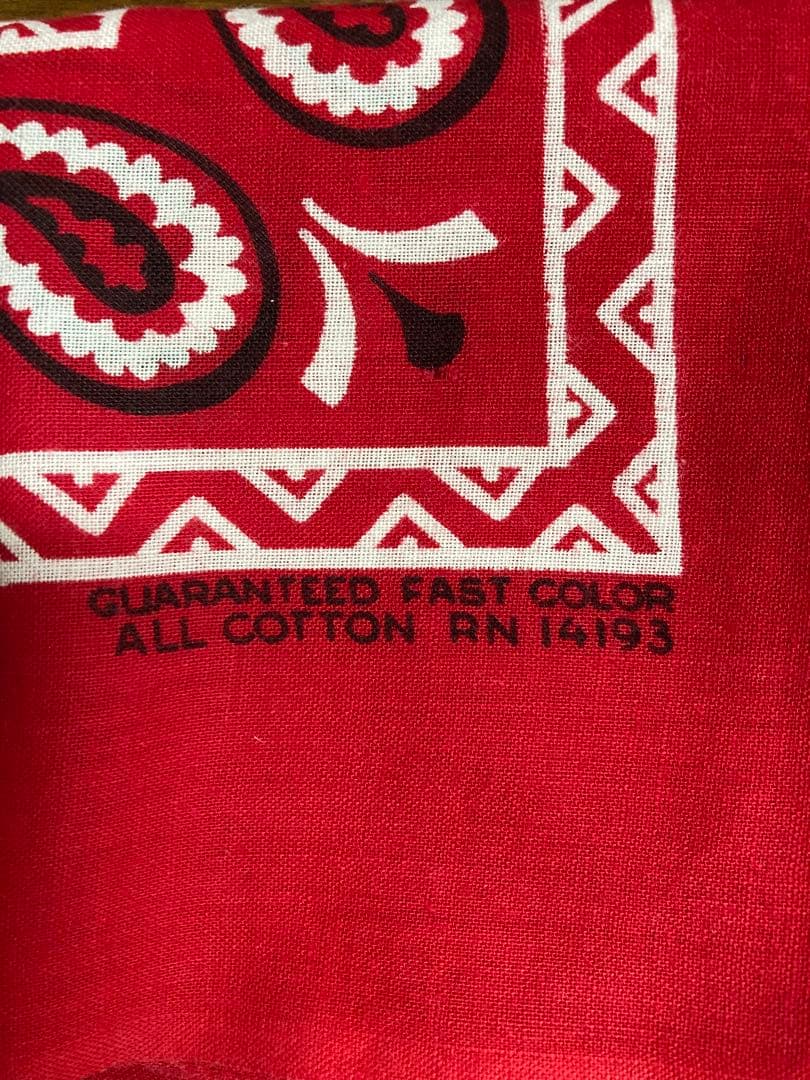 GUARANTEED FAST COLOR
ALL COTTON RN 14193